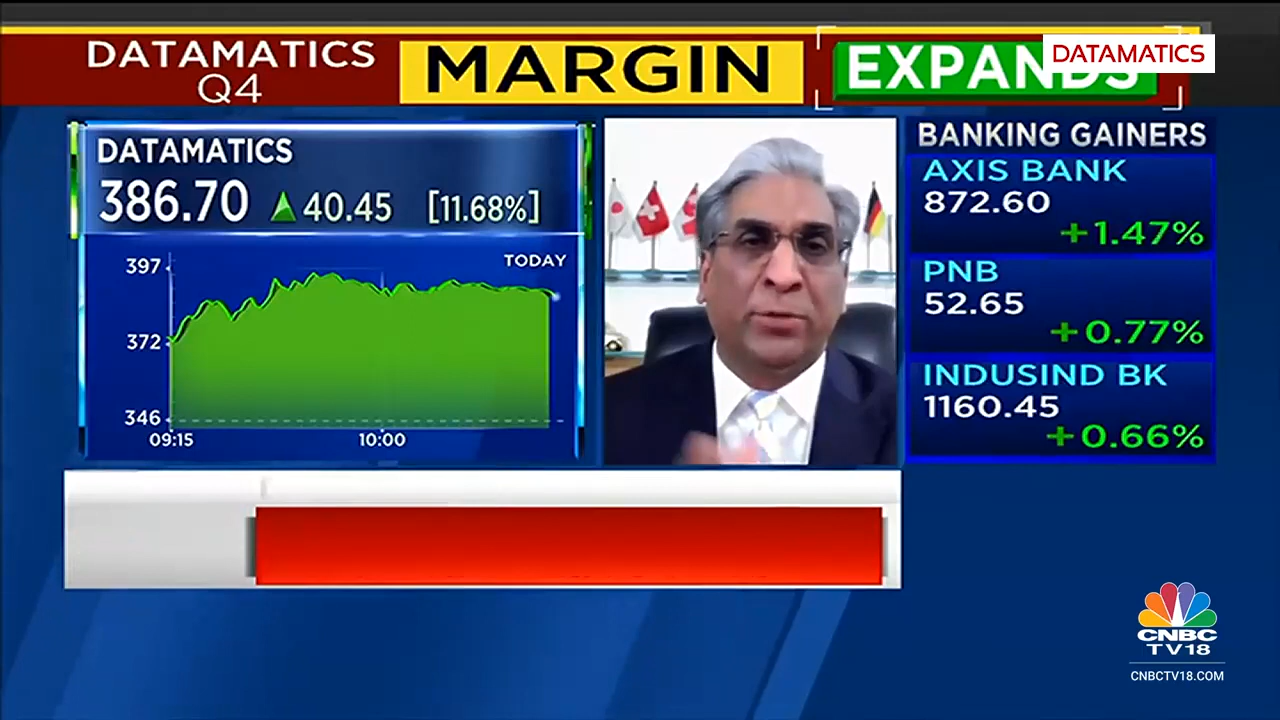 DATAMATICS
Q4
MARGIN
EXPANDS
DATAMATICS
DATAMATICS
386.70 ▲ 40.45 [11.68%]
TODAY
397
372
346
09:15 10:00
BANKING GAINERS
AXIS BANK
872.60
+1.47%
PNB
52.65
+0.77%
INDUSIND BK
1160.45
+0.66%
CNBC
TV18
CNBCTV18.COM